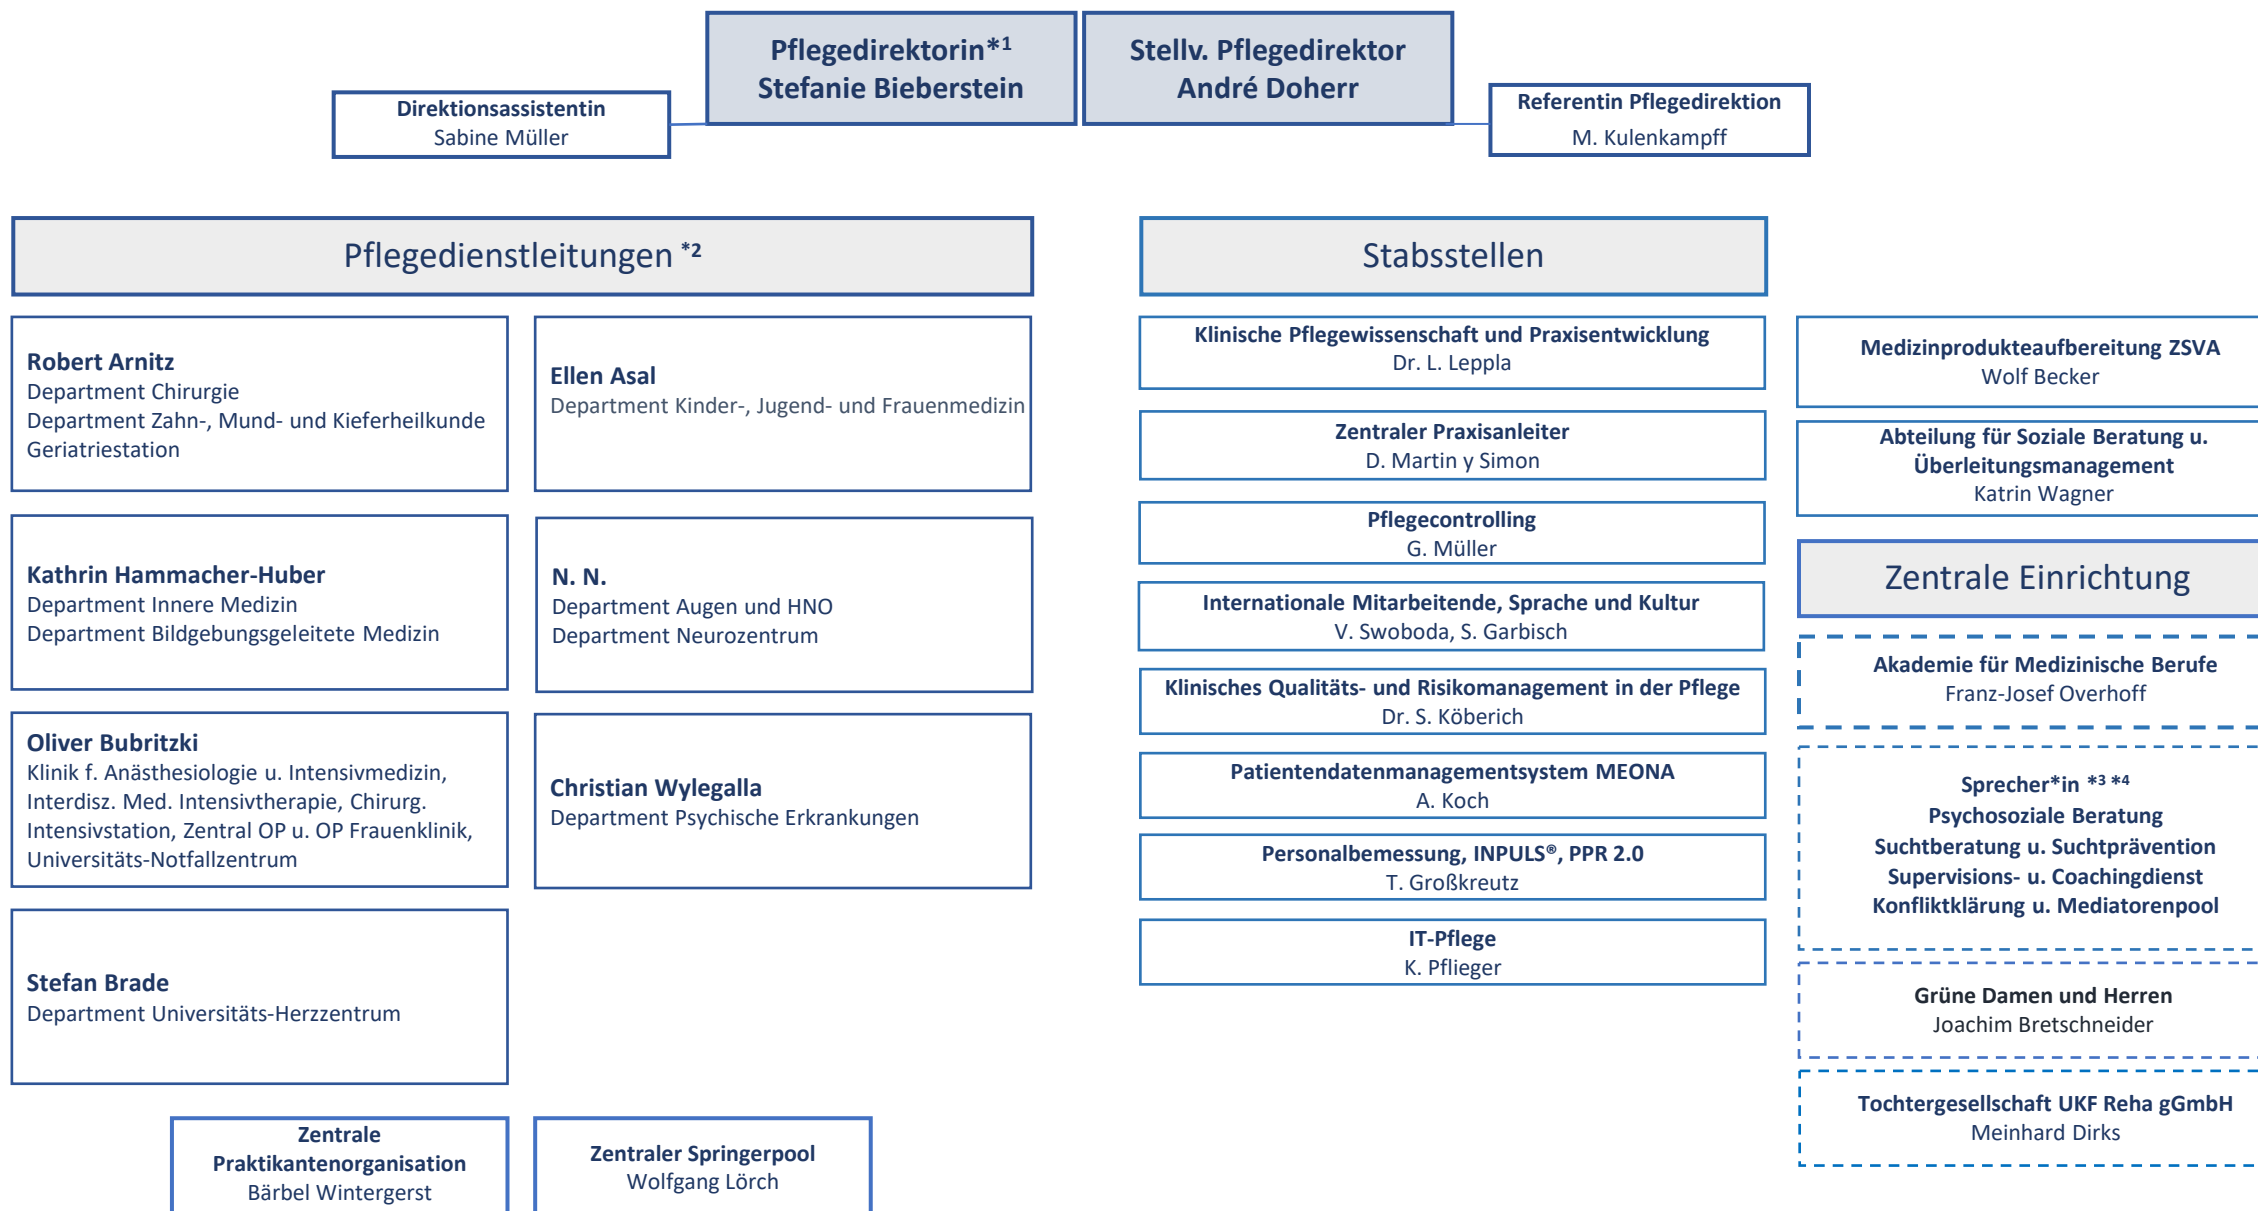 Pflegedirektorin*1
Stefanie Bieberstein
Stellv. Pflegedirektor
André Doherr
Direktionsassistentin
Sabine Müller
Referentin Pflegedirektion
M. Kulenkampff
Pflegedienstleitungen *2
Robert Arnitz
Department Chirurgie
Department Zahn-, Mund- und Kieferheilkunde
Geriatriestation
Ellen Asal
Department Kinder-, Jugend- und Frauenmedizin
Kathrin Hammacher-Huber
Department Innere Medizin
Department Bildgebungsgeleitete Medizin
N. N.
Department Augen und HNO
Department Neurozentrum
Oliver Bubritzki
Klinik f. Anästhesiologie u. Intensivmedizin,
Interdisz. Med. Intensivtherapie, Chirurg.
Intensivstation, Zentral OP u. OP Frauenklinik,
Universitäts-Notfallzentrum
Christian Wylegalla
Department Psychische Erkrankungen
Stefan Brade
Department Universitäts-Herzzentrum
Zentrale
Praktikantenorganisation
Bärbel Wintergerst
Zentraler Springerpool
Wolfgang Lörch
Stabsstellen
Klinische Pflegewissenschaft und Praxisentwicklung
Dr. L. Leppla
Zentraler Praxisanleiter
D. Martin y Simon
Pflegecontrolling
G. Müller
Internationale Mitarbeitende, Sprache und Kultur
V. Swoboda, S. Garbisch
Klinisches Qualitäts- und Risikomanagement in der Pflege
Dr. S. Köberich
Patientendatenmanagementsystem MEONA
A. Koch
Personalbemessung, INPULS®, PPR 2.0
T. Großkreutz
IT-Pflege
K. Pflieger
Medizinprodukteaufbereitung ZSVA
Wolf Becker
Abteilung für Soziale Beratung u.
Überleitungsmanagement
Katrin Wagner
Zentrale Einrichtung
Akademie für Medizinische Berufe
Franz-Josef Overhoff
Sprecher*in *3 *4
Psychosoziale Beratung
Suchtberatung u. Suchtprävention
Supervisions- u. Coachingdienst
Konfliktklärung u. Mediatorenpool
Grüne Damen und Herren
Joachim Bretschneider
Tochtergesellschaft UKF Reha gGmbH
Meinhard Dirks